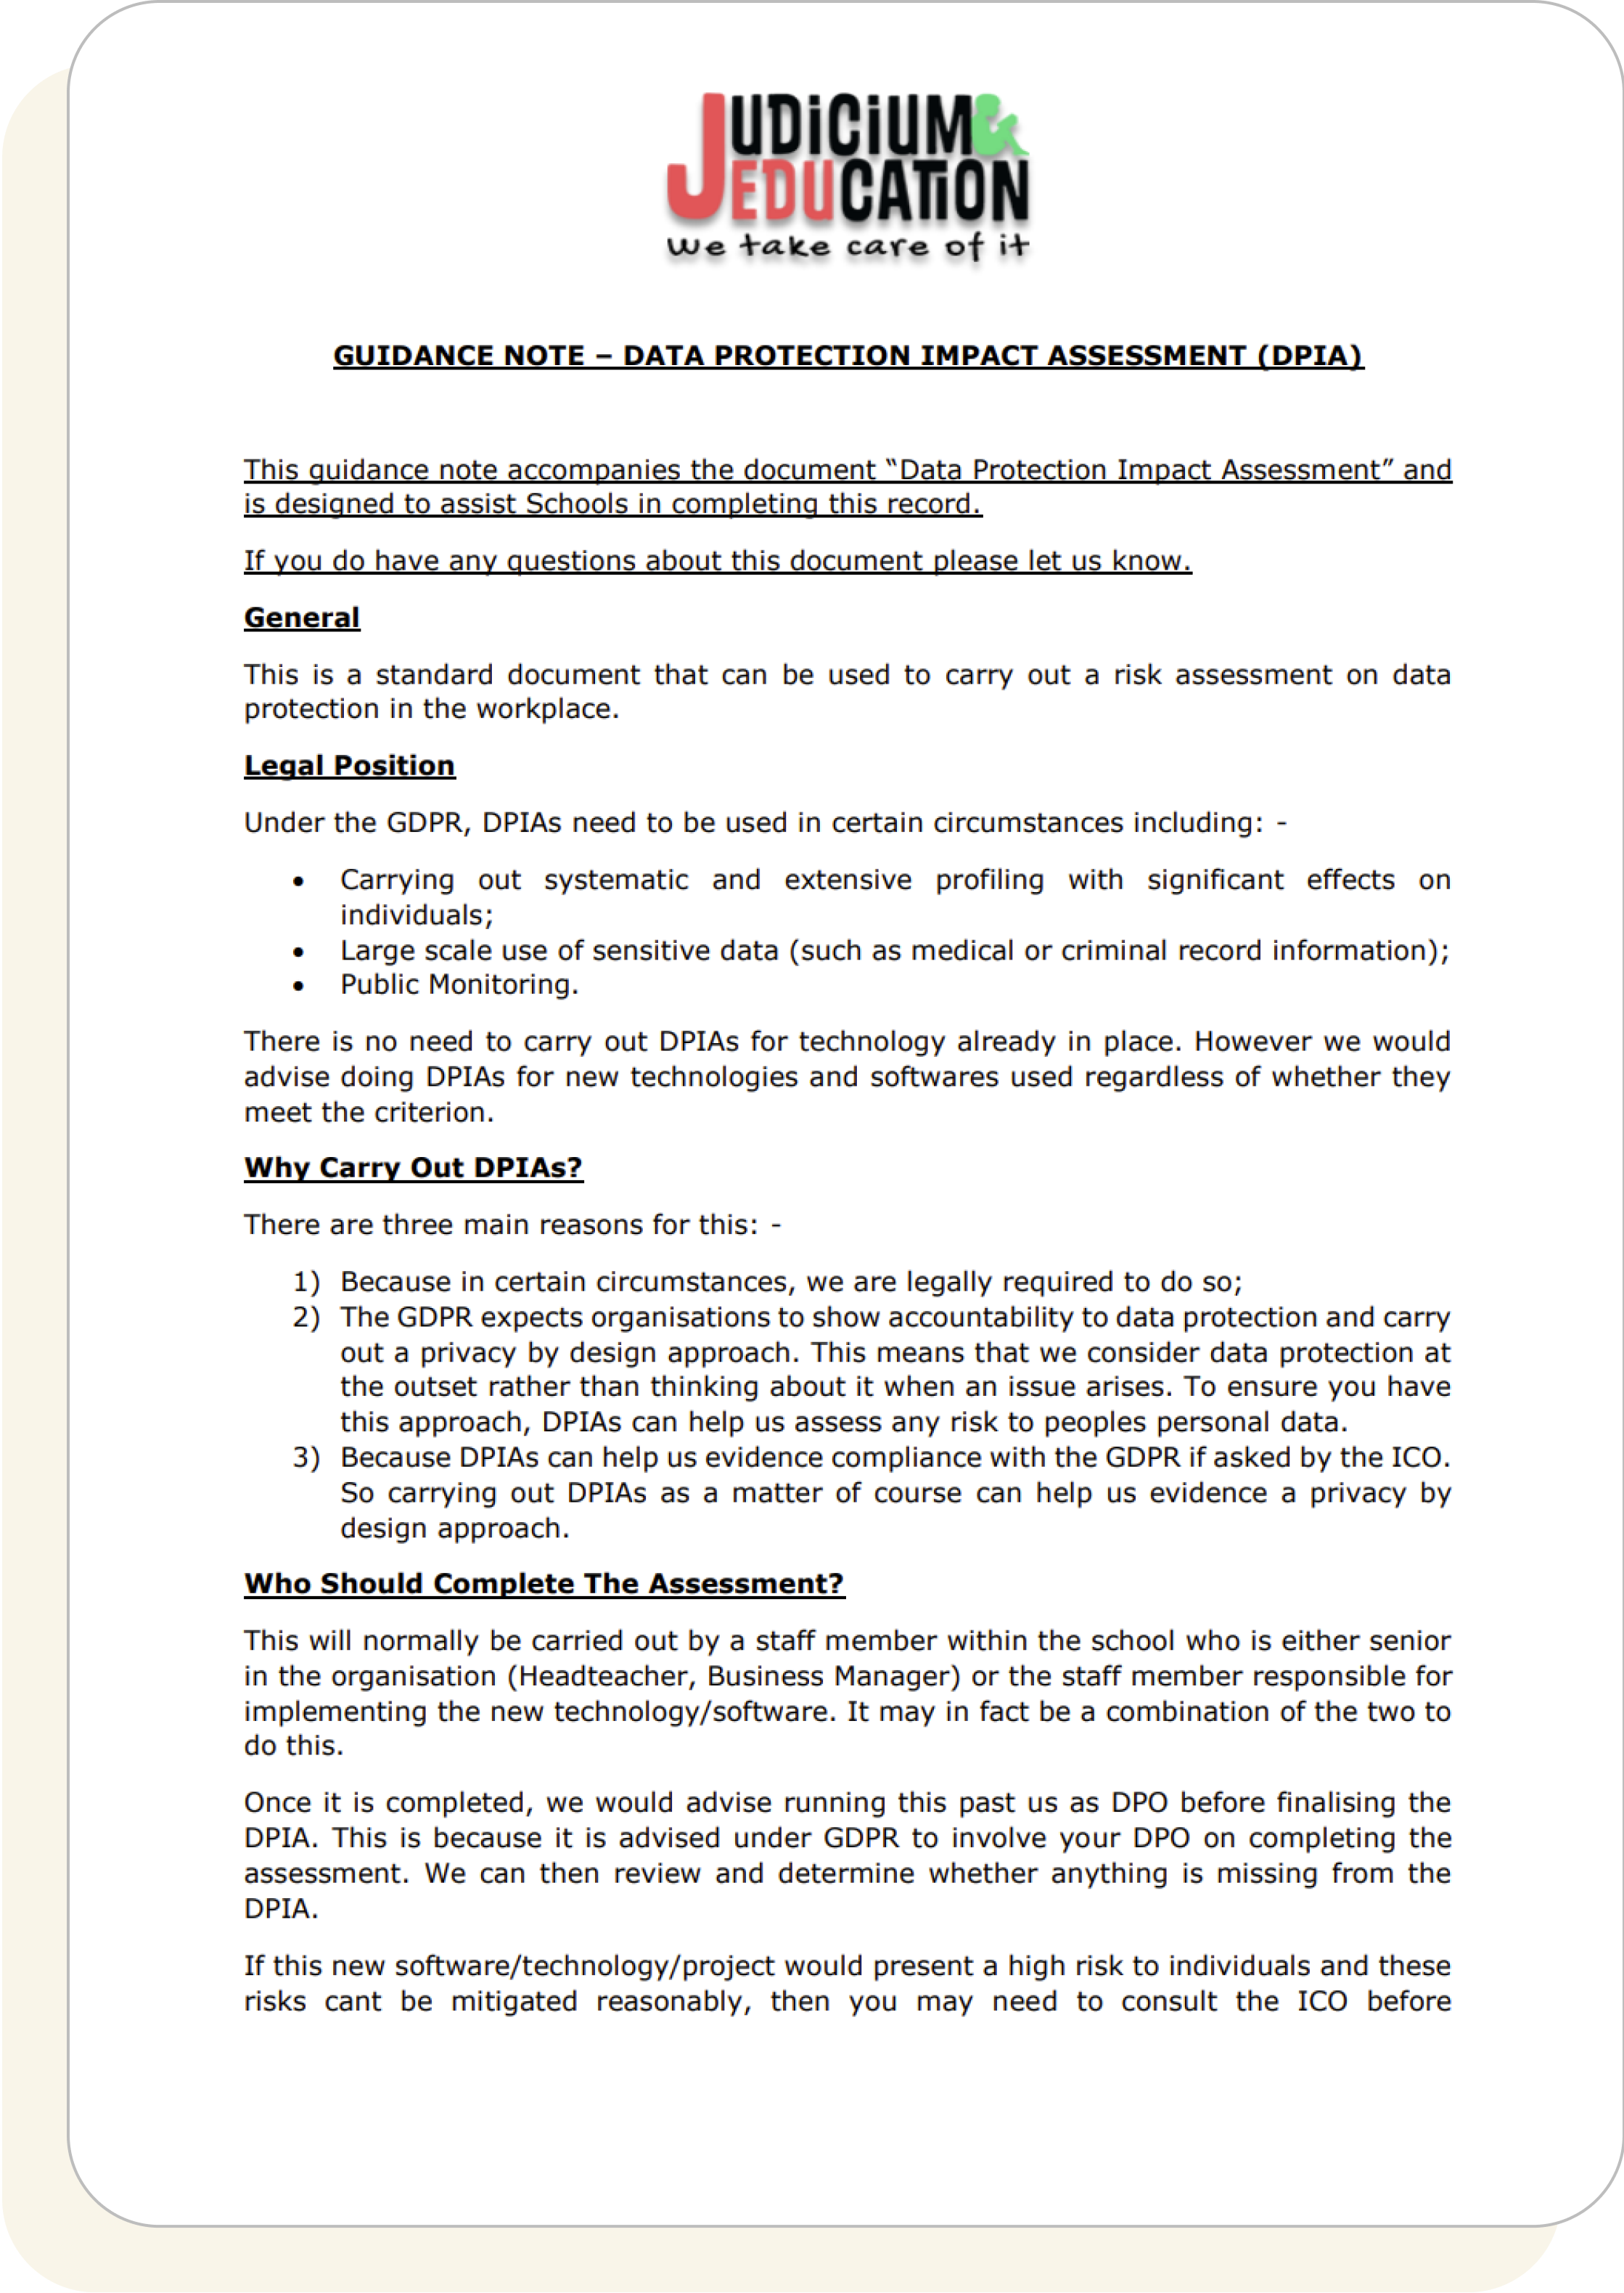 JUDiCiUM&
EDUCATiON
we take care of it
GUIDANCE NOTE – DATA PROTECTION IMPACT ASSESSMENT (DPIA)
This guidance note accompanies the document “Data Protection Impact Assessment” and
is designed to assist Schools in completing this record.
If you do have any questions about this document please let us know.
General
This is a standard document that can be used to carry out a risk assessment on data
protection in the workplace.
Legal Position
Under the GDPR, DPIAs need to be used in certain circumstances including: -
• Carrying out systematic and extensive profiling with significant effects on
individuals;
• Large scale use of sensitive data (such as medical or criminal record information);
• Public Monitoring.
There is no need to carry out DPIAs for technology already in place. However we would
advise doing DPIAs for new technologies and softwares used regardless of whether they
meet the criterion.
Why Carry Out DPIAs?
There are three main reasons for this: -
1) Because in certain circumstances, we are legally required to do so;
2) The GDPR expects organisations to show accountability to data protection and carry
out a privacy by design approach. This means that we consider data protection at
the outset rather than thinking about it when an issue arises. To ensure you have
this approach, DPIAs can help us assess any risk to peoples personal data.
3) Because DPIAs can help us evidence compliance with the GDPR if asked by the ICO.
So carrying out DPIAs as a matter of course can help us evidence a privacy by
design approach.
Who Should Complete The Assessment?
This will normally be carried out by a staff member within the school who is either senior
in the organisation (Headteacher, Business Manager) or the staff member responsible for
implementing the new technology/software. It may in fact be a combination of the two to
do this.
Once it is completed, we would advise running this past us as DPO before finalising the
DPIA. This is because it is advised under GDPR to involve your DPO on completing the
assessment. We can then review and determine whether anything is missing from the
DPIA.
If this new software/technology/project would present a high risk to individuals and these
risks cant be mitigated reasonably, then you may need to consult the ICO before